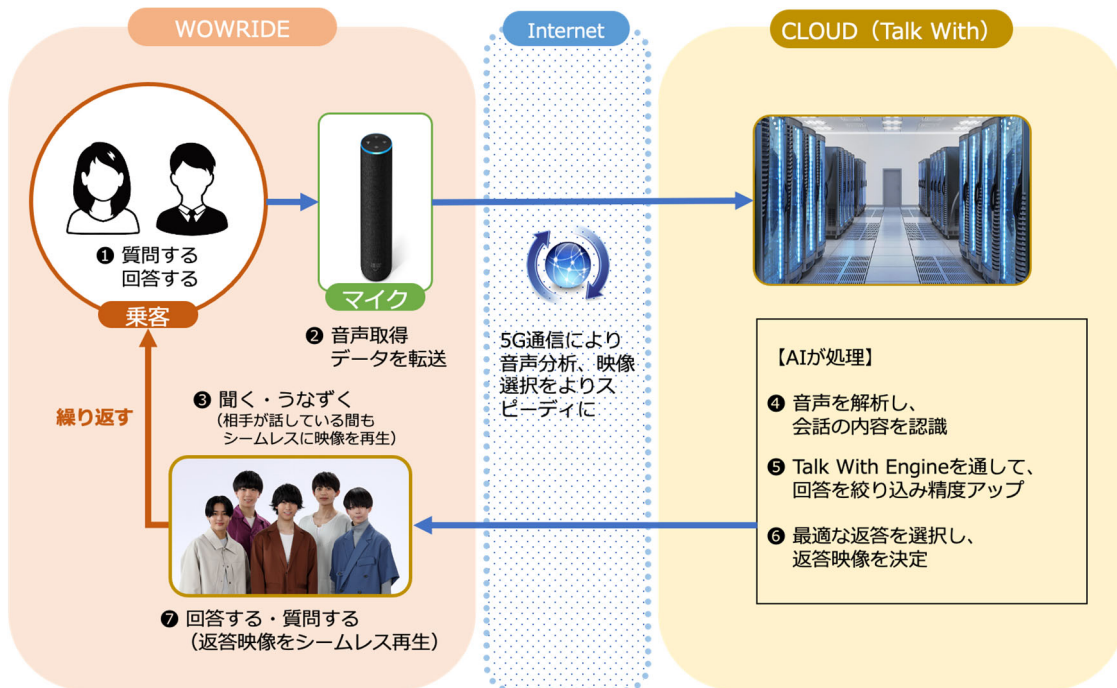 WOWRIDE
❶ 質問する
回答する
乗客
マイク
❷ 音声取得
データを転送
❸ 聞く・うなずく
（相手が話している間も
シームレスに映像を再生）
繰り返す
❼ 回答する・質問する
（返答映像をシームレス再生）
Internet
5G通信により
音声分析、映像
選択をよりス
ピーディに
CLOUD（Talk With）
【AIが処理】
❹ 音声を解析し、
会話の内容を認識
❺ Talk With Engineを通して、
回答を絞り込み精度アップ
❻ 最適な返答を選択し、
返答映像を決定